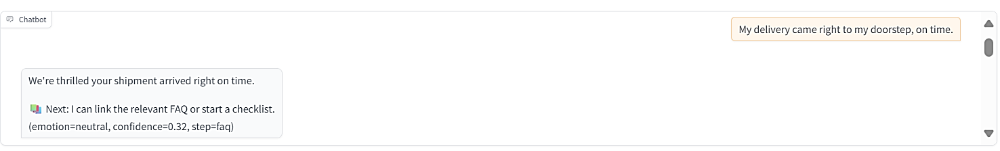 Chatbot
My delivery came right to my doorstep, on time.
We're thrilled your shipment arrived right on time.
Next: I can link the relevant FAQ or start a checklist.
(emotion=neutral, confidence=0.32, step=faq)